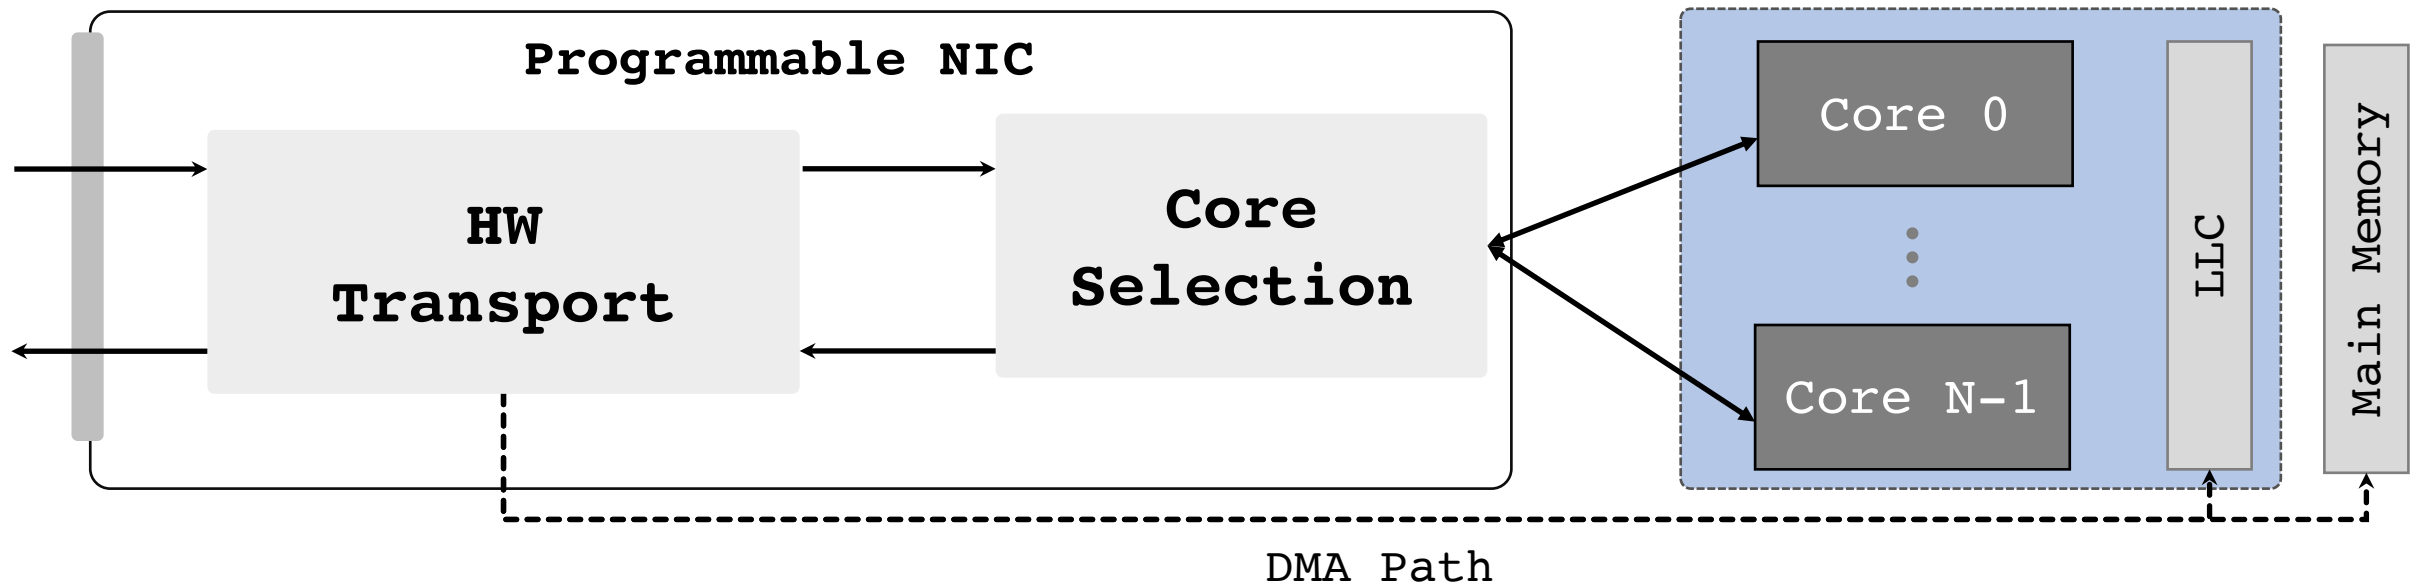 Programmable NIC
HW
Transport
Core
Selection
Core 0
Core N-1
LLC
Main Memory
DMA Path